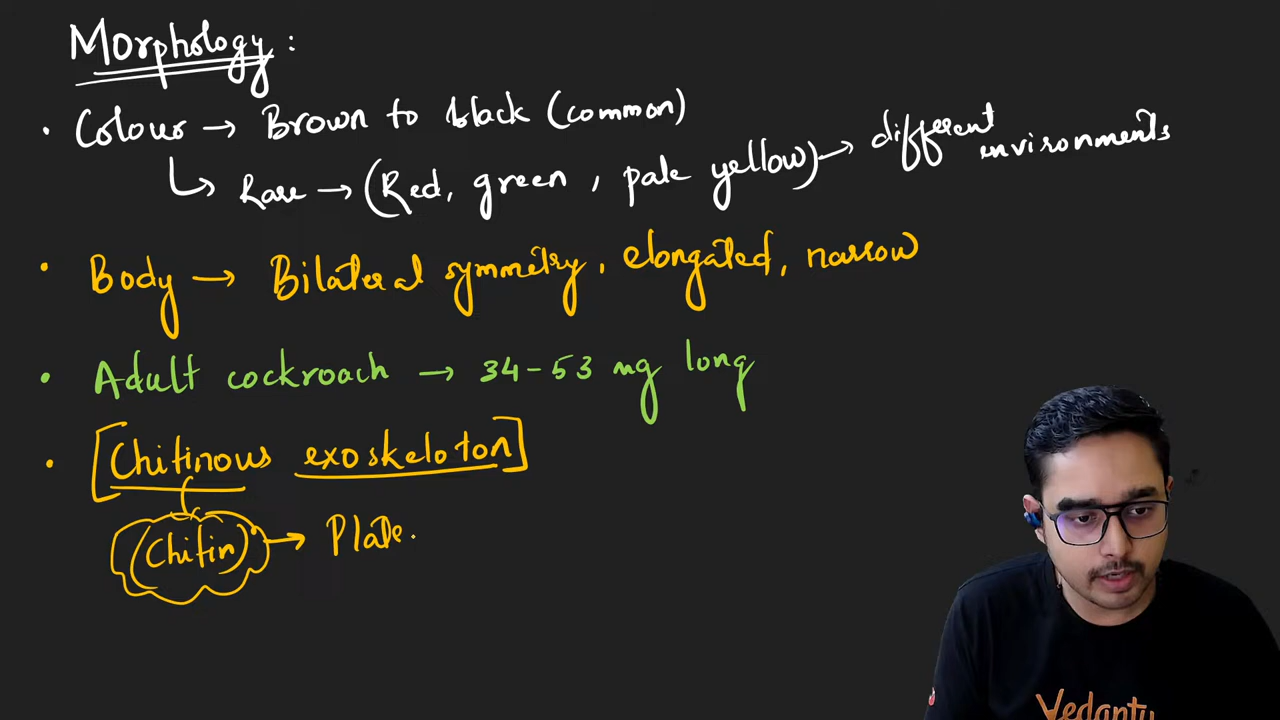 Morphology :
• Colour → Brown to black (common)
↳ Rare → (Red, green, pale yellow) → different environments
• Body → Bilateral symmetry, elongated, narrow
• Adult cockroach → 34-53 mg long
• [Chitinous exoskeloton]
(Chitin) → Plate.
Vedantu